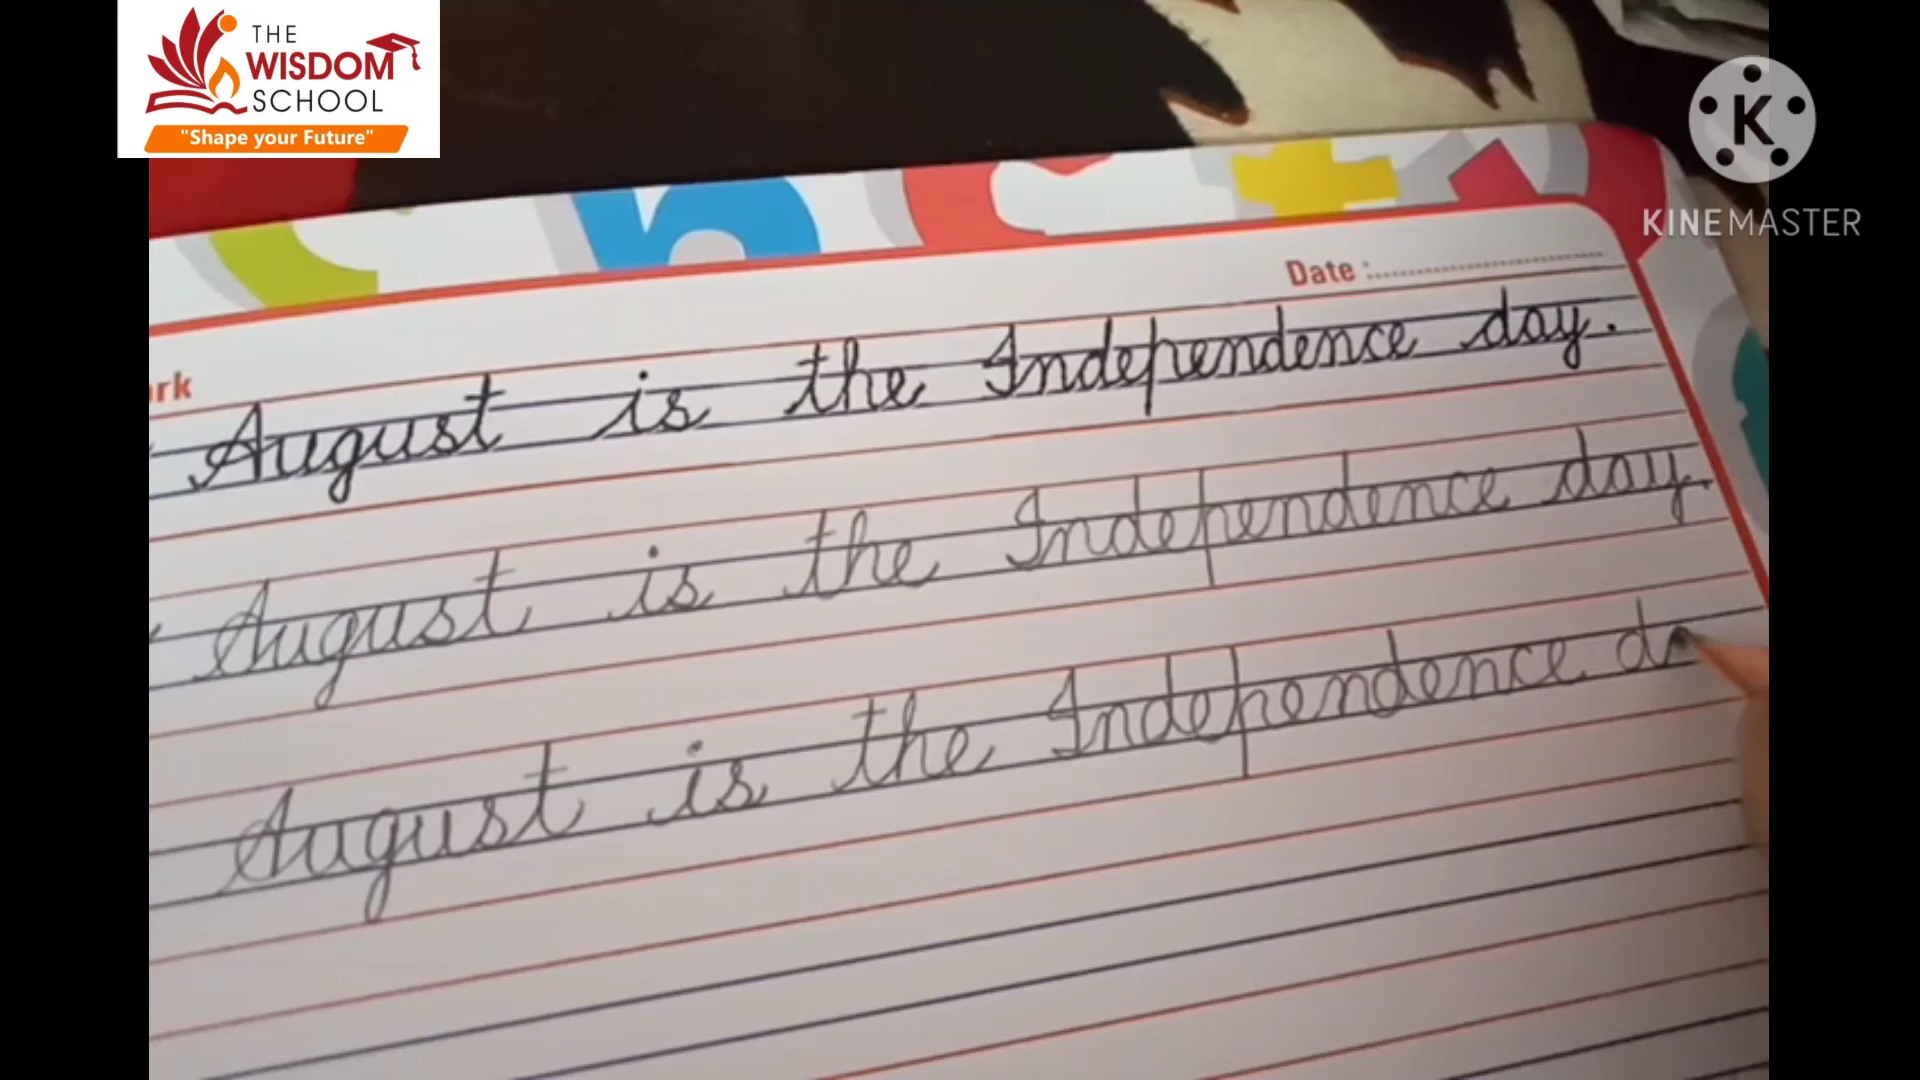 THE
WISDOM
SCHOOL
"Shape your Future"
K
KINEMASTER
Date :
rk
August is the Independence day.
August is the Independence day.
August is the Independence da